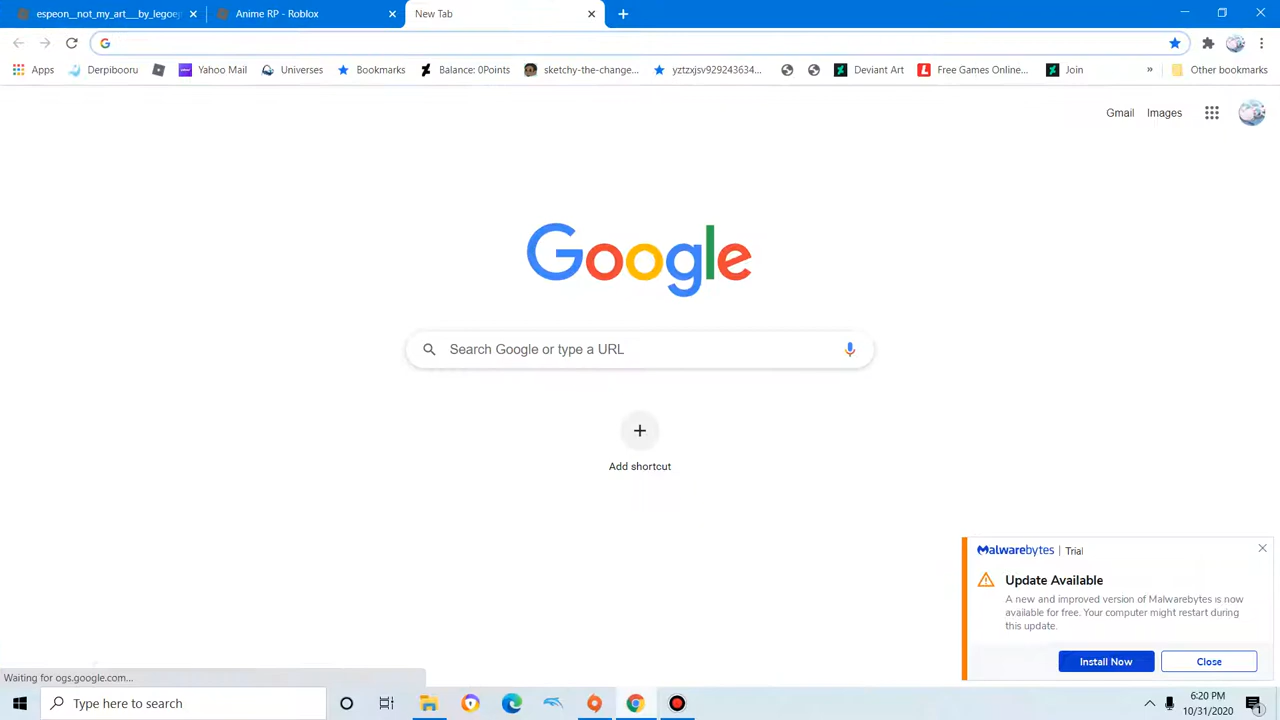 espeon__not_my_art__by_legoey
Anime RP - Roblox
New Tab
Apps
Derpibooru
Yahoo Mail
Universes
Bookmarks
Balance: 0Points
sketchy-the-change...
yztzxjsv929243634...
Deviant Art
Free Games Online...
Join
»
Other bookmarks
Gmail
Images
Google
Search Google or type a URL
Add shortcut
Malwarebytes | Trial
Update Available
A new and improved version of Malwarebytes is now
available for free. Your computer might restart during
this update.
Install Now
Close
Waiting for ogs.google.com...
Type here to search
6:20 PM
10/31/2020
1